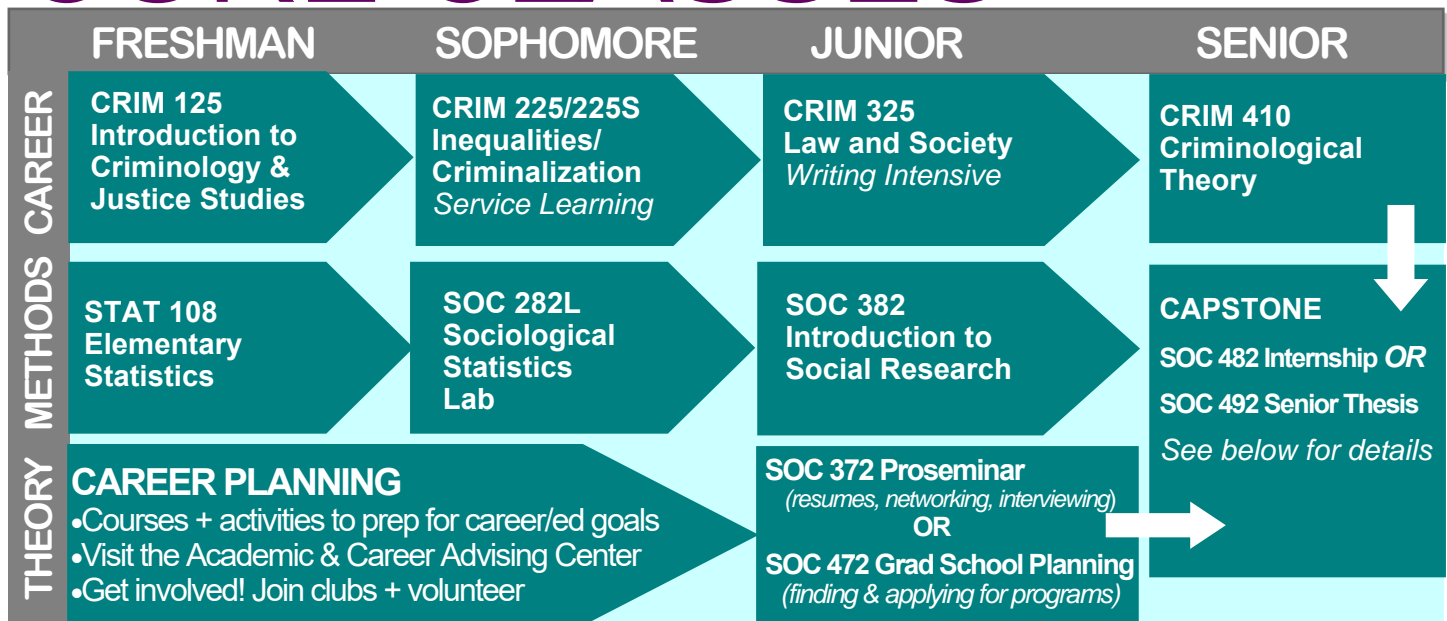 FRESHMAN SOPHOMORE JUNIOR SENIOR
CAREER
CRIM 125
Introduction to
Criminology &
Justice Studies
CRIM 225/225S
Inequalities/
Criminalization
Service Learning
CRIM 325
Law and Society
Writing Intensive
CRIM 410
Criminological
Theory
METHODS
STAT 108
Elementary
Statistics
SOC 282L
Sociological
Statistics
Lab
SOC 382
Introduction to
Social Research
CAPSTONE
SOC 482 Internship OR
SOC 492 Senior Thesis
See below for details
THEORY
CAREER PLANNING
•Courses + activities to prep for career/ed goals
•Visit the Academic & Career Advising Center
•Get involved! Join clubs + volunteer
SOC 372 Proseminar
(resumes, networking, interviewing)
OR
SOC 472 Grad School Planning
(finding & applying for programs)